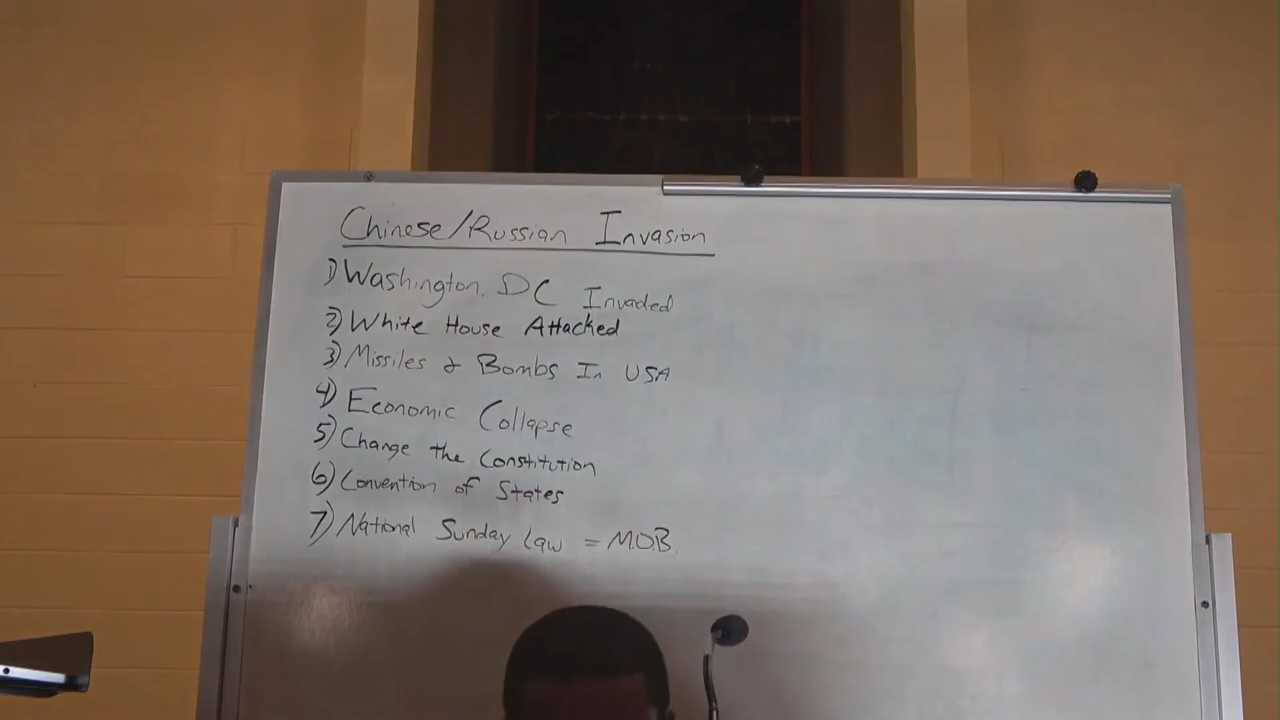 Chinese/Russian Invasion
1) Washington, DC Invaded
2) White House Attacked
3) Missiles & Bombs In USA
4) Economic Collapse
5) Change the Constitution
6) Convention of States
7) National Sunday Law = M.O.B.